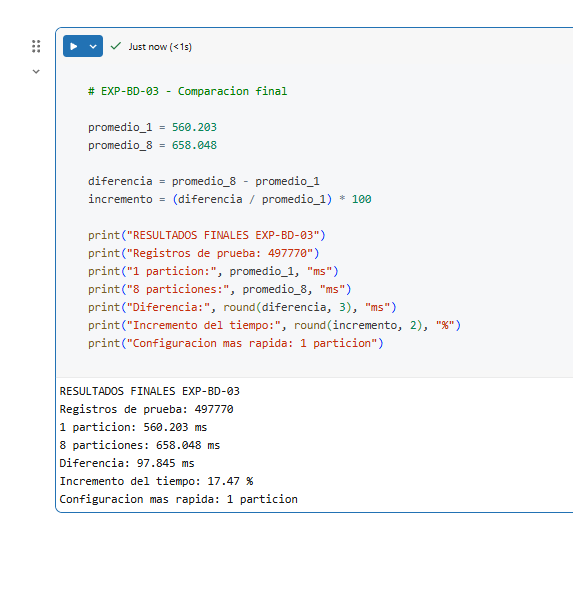 Just now (<1s)
# EXP-BD-03 - Comparacion final
promedio_1 = 560.203
promedio_8 = 658.048
diferencia = promedio_8 - promedio_1
incremento = (diferencia / promedio_1) * 100
print("RESULTADOS FINALES EXP-BD-03")
print("Registros de prueba: 497770")
print("1 particion:", promedio_1, "ms")
print("8 particiones:", promedio_8, "ms")
print("Diferencia:", round(diferencia, 3), "ms")
print("Incremento del tiempo:", round(incremento, 2), "%")
print("Configuracion mas rapida: 1 particion")
RESULTADOS FINALES EXP-BD-03
Registros de prueba: 497770
1 particion: 560.203 ms
8 particiones: 658.048 ms
Diferencia: 97.845 ms
Incremento del tiempo: 17.47 %
Configuracion mas rapida: 1 particion